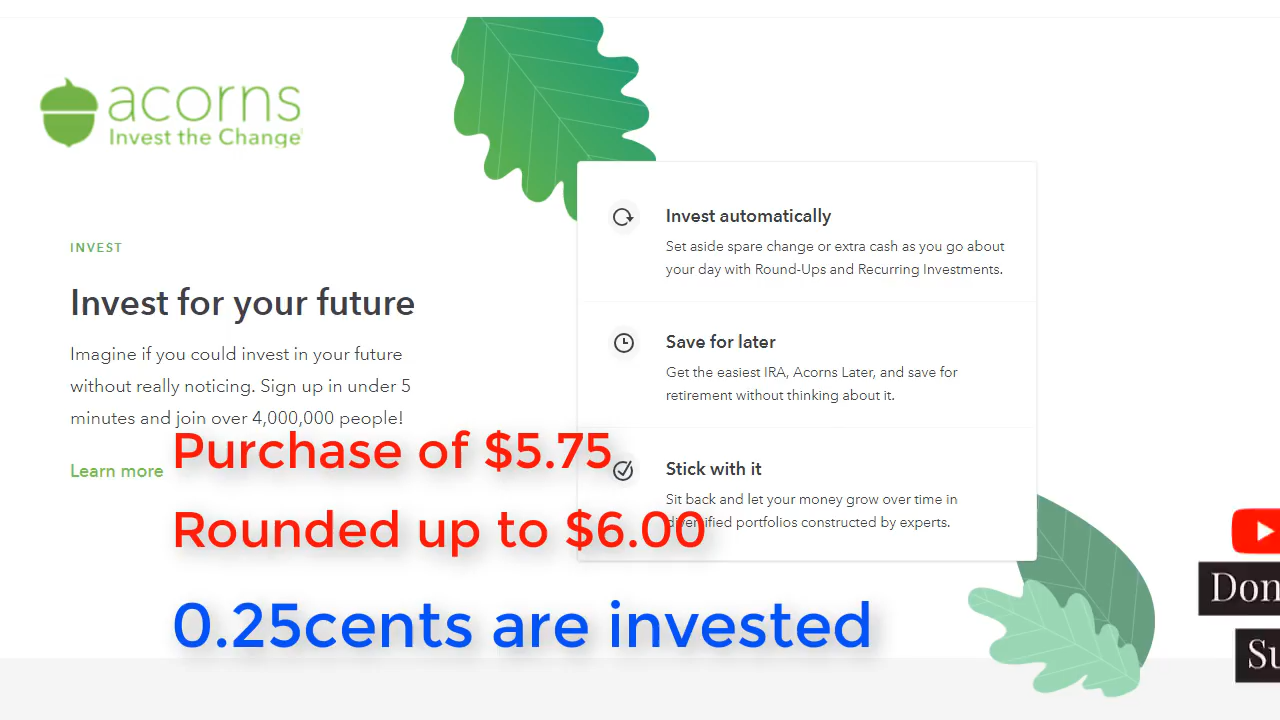 acorns
Invest the Change
INVEST
Invest for your future
Imagine if you could invest in your future
without really noticing. Sign up in under 5
minutes and join over 4,000,000 people!
Learn more
Invest automatically
Set aside spare change or extra cash as you go about
your day with Round-Ups and Recurring Investments.
Save for later
Get the easiest IRA, Acorns Later, and save for
retirement without thinking about it.
Stick with it
Sit back and let your money grow over time in
diversified portfolios constructed by experts.
Purchase of $5.75
Rounded up to $6.00
0.25cents are invested
Don
Su